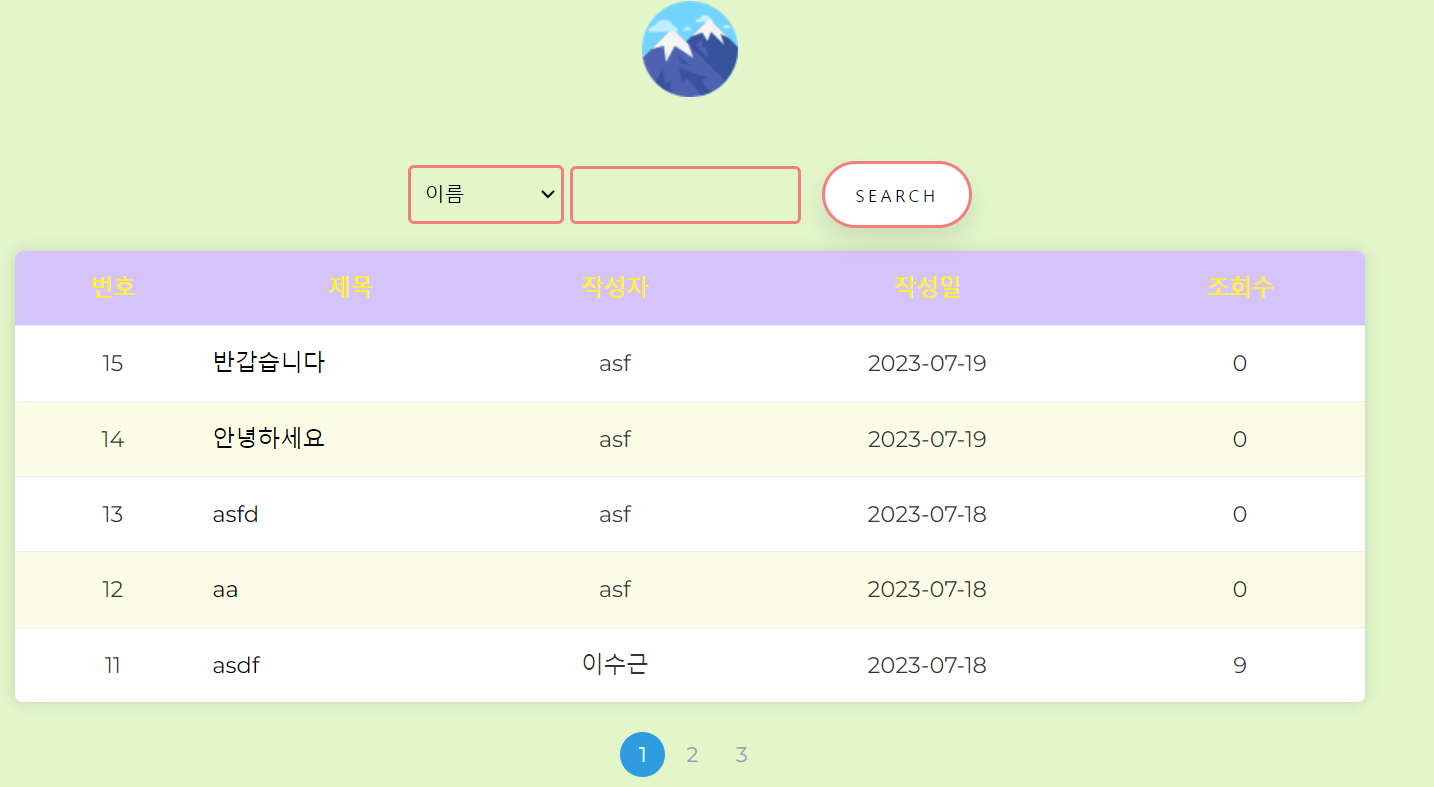 이름 SEARCH
번호 제목 작성자 작성일 조회수
15 반갑습니다 asf 2023-07-19 0
14 안녕하세요 asf 2023-07-19 0
13 asfd asf 2023-07-18 0
12 aa asf 2023-07-18 0
11 asdf 이수근 2023-07-18 9
1 2 3